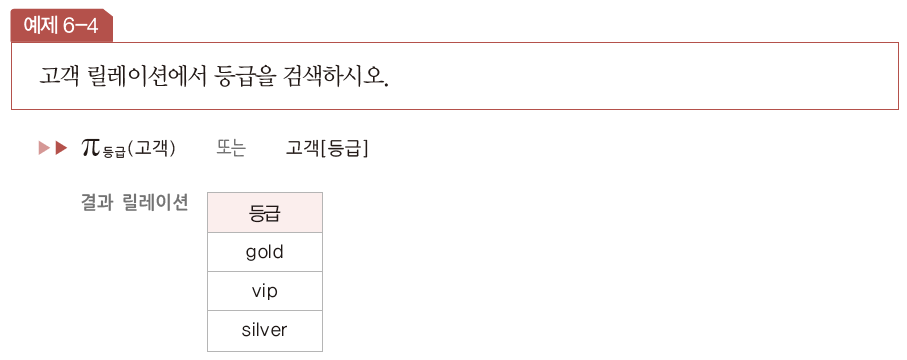 예제 6-4
고객 릴레이션에서 등급을 검색하시오.
▶▶ π등급(고객) 또는 고객[등급]
결과 릴레이션
등급
gold
vip
silver